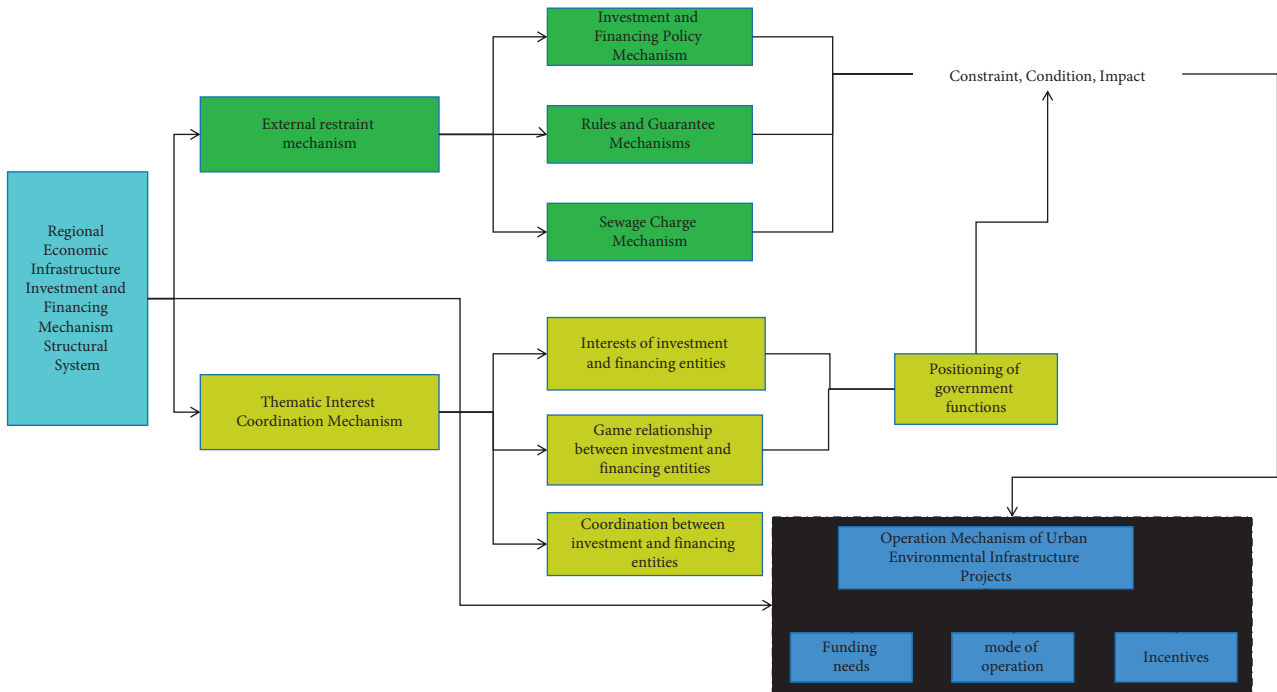 Regional
Economic
Infrastructure
Investment and
Financing
Mechanism
Structural
System
External restraint
mechanism
Thematic Interest
Coordination Mechanism
Investment and
Financing Policy
Mechanism
Rules and Guarantee
Mechanisms
Sewage Charge
Mechanism
Interests of investment
and financing entities
Game relationship
between investment and
financing entities
Coordination between
investment and financing
entities
Constraint, Condition, Impact
Positioning of
government
functions
Operation Mechanism of Urban
Environmental Infrastructure
Projects
Funding
needs
mode of
operation
Incentives